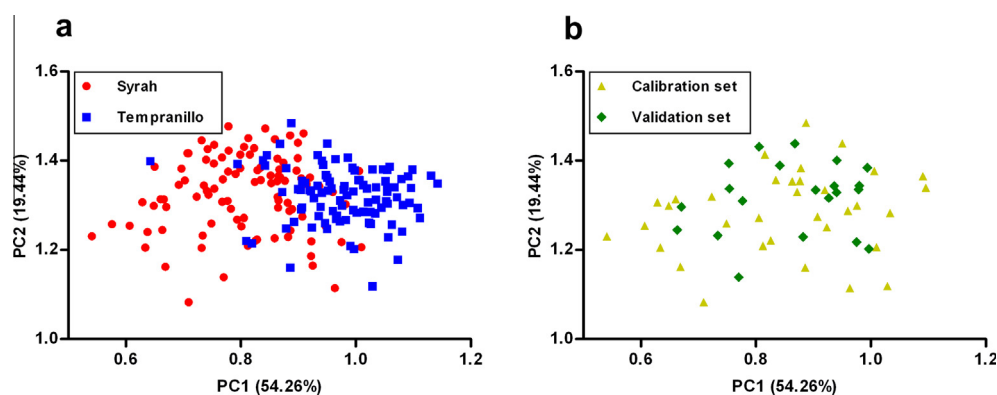 a
Syrah
Tempranillo
1.6
1.4
1.2
1.0
PC2 (19.44%)
0.6
0.8
1.0
1.2
PC1 (54.26%)
b
Calibration set
Validation set
1.6
1.4
1.2
1.0
PC2 (19.44%)
0.6
0.8
1.0
1.2
PC1 (54.26%)